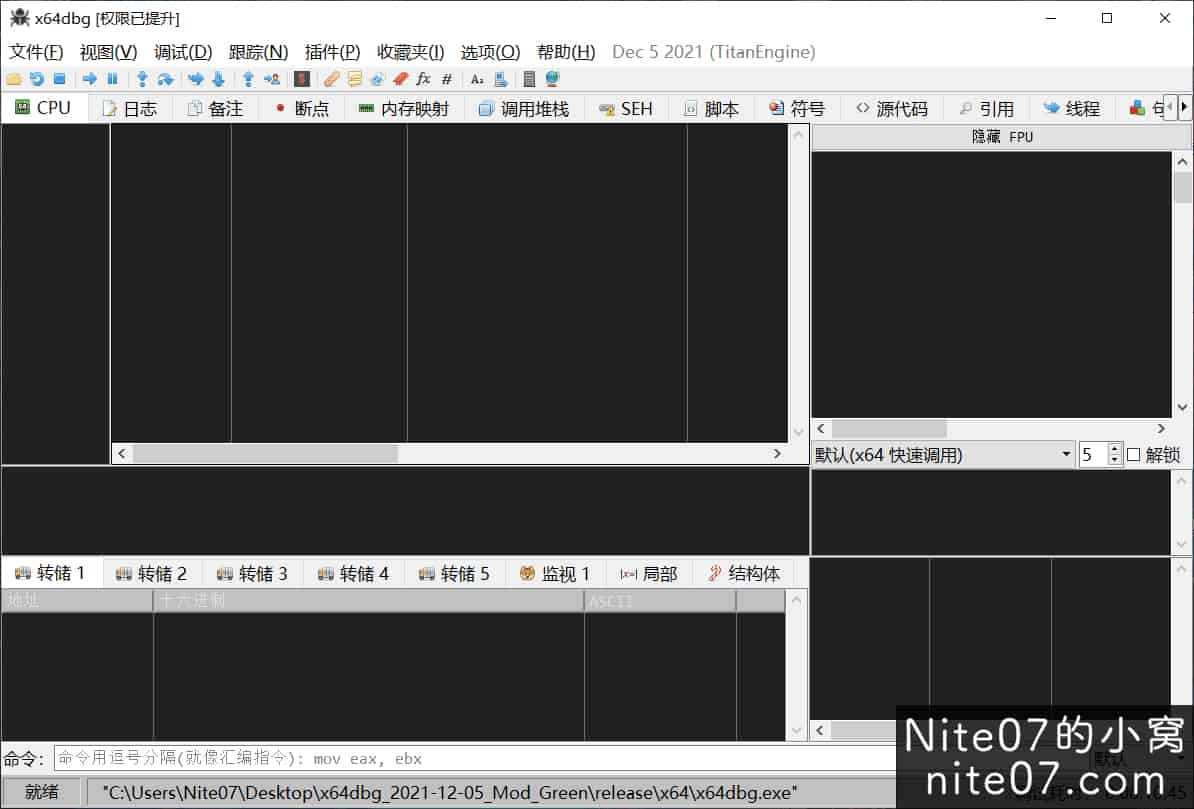 x64dbg [权限已提升]
文件(F) 视图(V) 调试(D) 跟踪(N) 插件(P) 收藏夹(I) 选项(O) 帮助(H) Dec 5 2021 (TitanEngine)
CPU 日志 备注 断点 内存映射 调用堆栈 SEH 脚本 符号 源代码 引用 线程 句
隐藏 FPU
默认(x64 快速调用) 5 解锁
转储 1 转储 2 转储 3 转储 4 转储 5 监视 1 局部 结构体
地址 十六进制 ASCII
命令: 命令用逗号分隔(就像汇编指令): mov eax, ebx 默认
就绪 "C:\Users\Nite07\Desktop\x64dbg_2021-12-05_Mod_Green\release\x64\x64dbg.exe"
Nite07的小窝
nite07.com